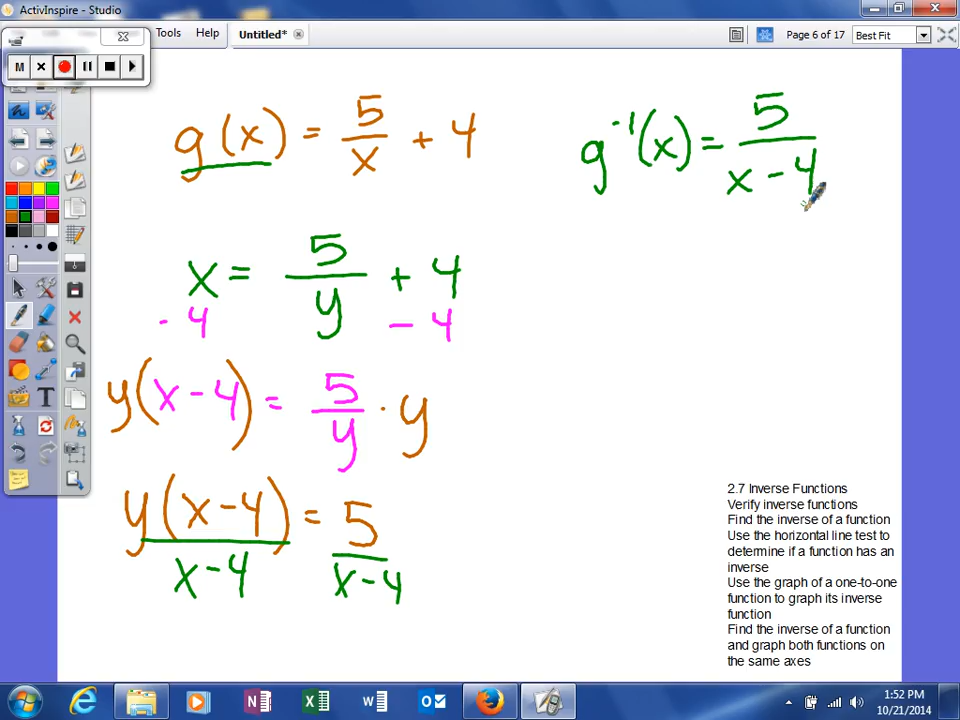 ActivInspire - Studio
Tools Help Untitled* Page 6 of 17 Best Fit
M
g(x) = 5/x + 4
g⁻¹(x) = 5/(x - 4)
x = 5/y + 4
- 4 - 4
y(x - 4) = 5/y · y
y(x - 4) = 5
x - 4 x - 4
2.7 Inverse Functions
Verify inverse functions
Find the inverse of a function
Use the horizontal line test to
determine if a function has an
inverse
Use the graph of a one-to-one
function to graph its inverse
function
Find the inverse of a function
and graph both functions on
the same axes
1:52 PM
10/21/2014